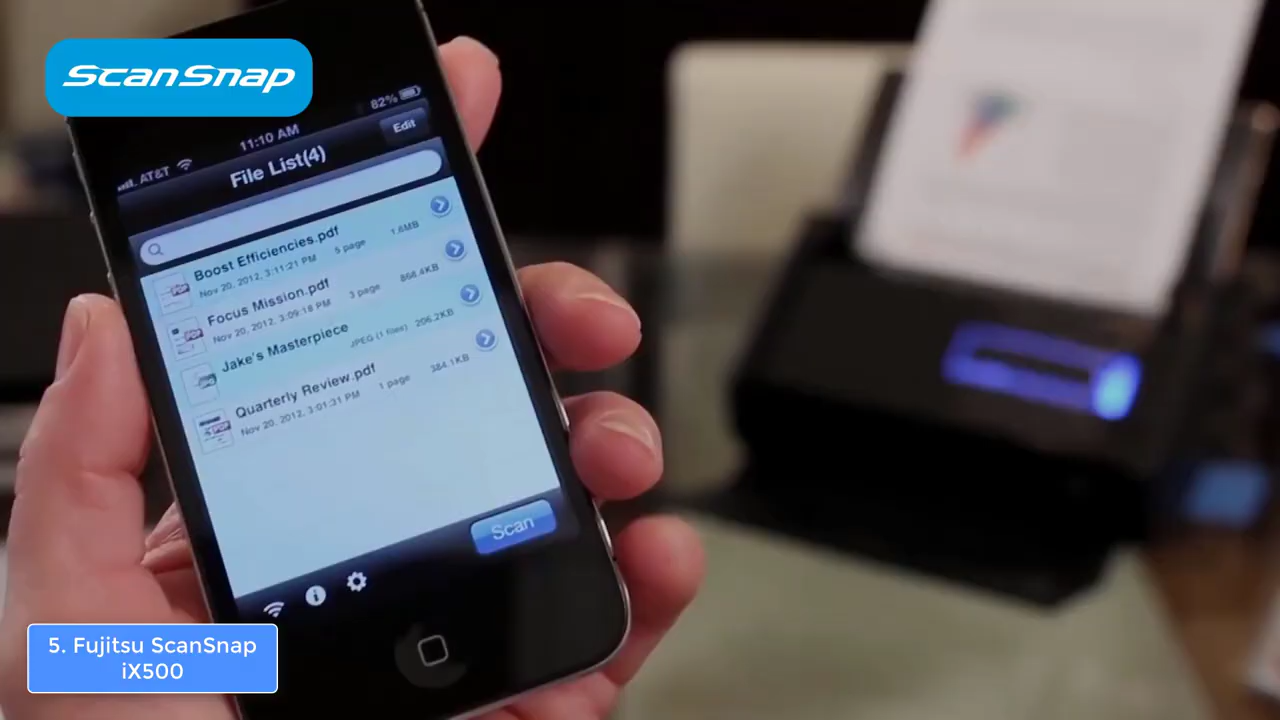 ScanSnap
AT&T 11:10 AM 82%
File List(4)
Edit
Boost Efficiencies.pdf
Nov 20, 2012, 3:11:21 PM 5 page 1.6MB
Focus Mission.pdf
Nov 20, 2012, 3:09:18 PM 3 page 868.4KB
Jake's Masterpiece
JPEG (1 files) 206.2KB
Quarterly Review.pdf
Nov 20, 2012, 3:01:31 PM 1 page 384.1KB
Scan
5. Fujitsu ScanSnap
iX500